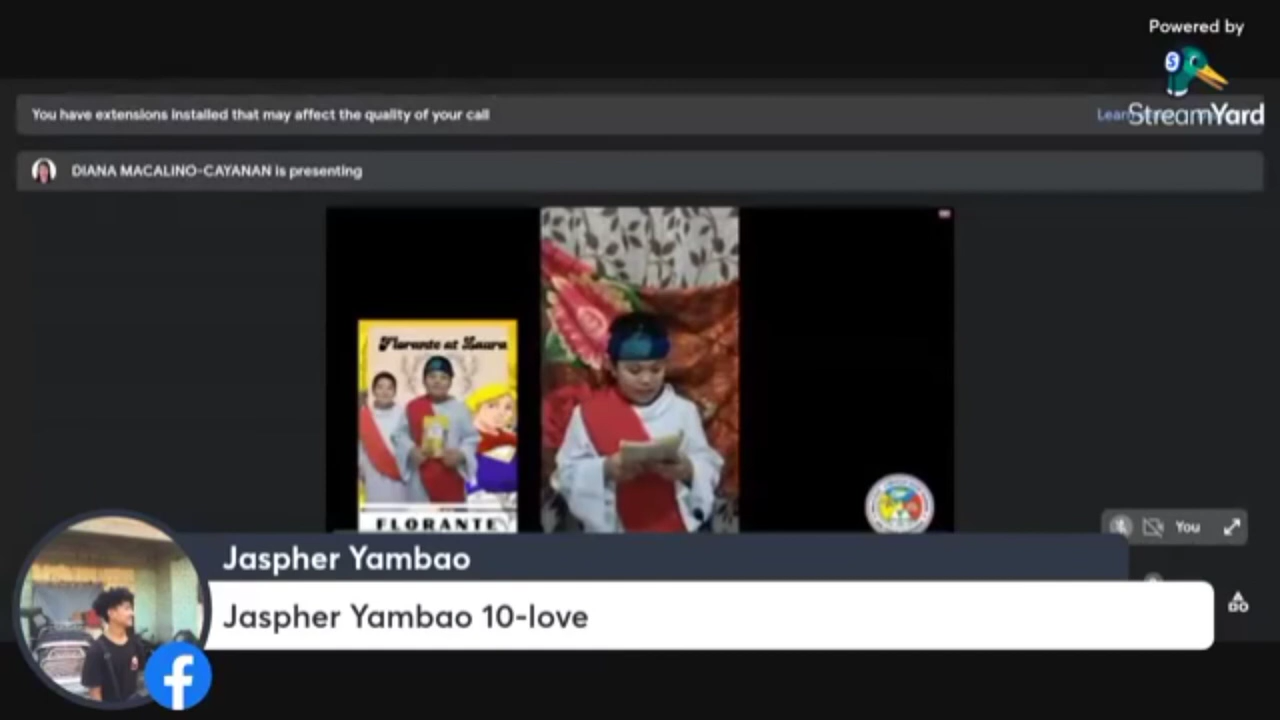 Powered by
StreamYard
You have extensions installed that may affect the quality of your call
DIANA MACALINO-CAYANAN is presenting
Florante at Laura
FLORANTE
You
Jaspher Yambao
Jaspher Yambao 10-love